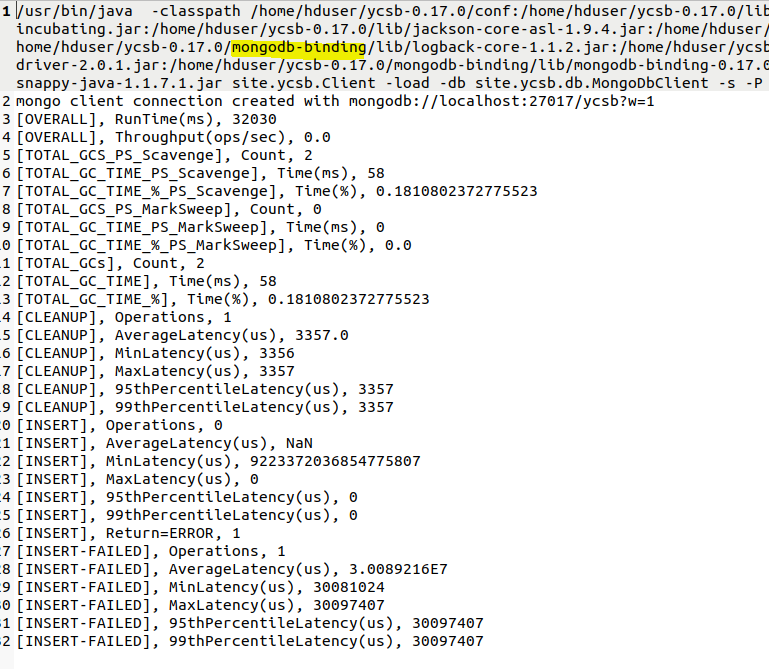 1 /usr/bin/java  -classpath /home/hduser/ycsb-0.17.0/conf:/home/hduser/ycsb-0.17.0/lib
incubating.jar:/home/hduser/ycsb-0.17.0/lib/jackson-core-asl-1.9.4.jar:/home/hduser/
home/hduser/ycsb-0.17.0/mongodb-binding/lib/logback-core-1.1.2.jar:/home/hduser/ycsb
driver-2.0.1.jar:/home/hduser/ycsb-0.17.0/mongodb-binding/lib/mongodb-binding-0.17.0
snappy-java-1.1.7.1.jar site.ycsb.Client -load -db site.ycsb.db.MongoDbClient -s -P
2 mongo client connection created with mongodb://localhost:27017/ycsb?w=1
3 [OVERALL], RunTime(ms), 32030
4 [OVERALL], Throughput(ops/sec), 0.0
5 [TOTAL_GCS_PS_Scavenge], Count, 2
6 [TOTAL_GC_TIME_PS_Scavenge], Time(ms), 58
7 [TOTAL_GC_TIME_%_PS_Scavenge], Time(%), 0.1810802372775523
8 [TOTAL_GCS_PS_MarkSweep], Count, 0
9 [TOTAL_GC_TIME_PS_MarkSweep], Time(ms), 0
0 [TOTAL_GC_TIME_%_PS_MarkSweep], Time(%), 0.0
1 [TOTAL_GCs], Count, 2
2 [TOTAL_GC_TIME], Time(ms), 58
3 [TOTAL_GC_TIME_%], Time(%), 0.1810802372775523
4 [CLEANUP], Operations, 1
5 [CLEANUP], AverageLatency(us), 3357.0
6 [CLEANUP], MinLatency(us), 3356
7 [CLEANUP], MaxLatency(us), 3357
8 [CLEANUP], 95thPercentileLatency(us), 3357
9 [CLEANUP], 99thPercentileLatency(us), 3357
0 [INSERT], Operations, 0
1 [INSERT], AverageLatency(us), NaN
2 [INSERT], MinLatency(us), 9223372036854775807
3 [INSERT], MaxLatency(us), 0
4 [INSERT], 95thPercentileLatency(us), 0
5 [INSERT], 99thPercentileLatency(us), 0
6 [INSERT], Return=ERROR, 1
7 [INSERT-FAILED], Operations, 1
8 [INSERT-FAILED], AverageLatency(us), 3.0089216E7
9 [INSERT-FAILED], MinLatency(us), 30081024
0 [INSERT-FAILED], MaxLatency(us), 30097407
1 [INSERT-FAILED], 95thPercentileLatency(us), 30097407
2 [INSERT-FAILED], 99thPercentileLatency(us), 30097407